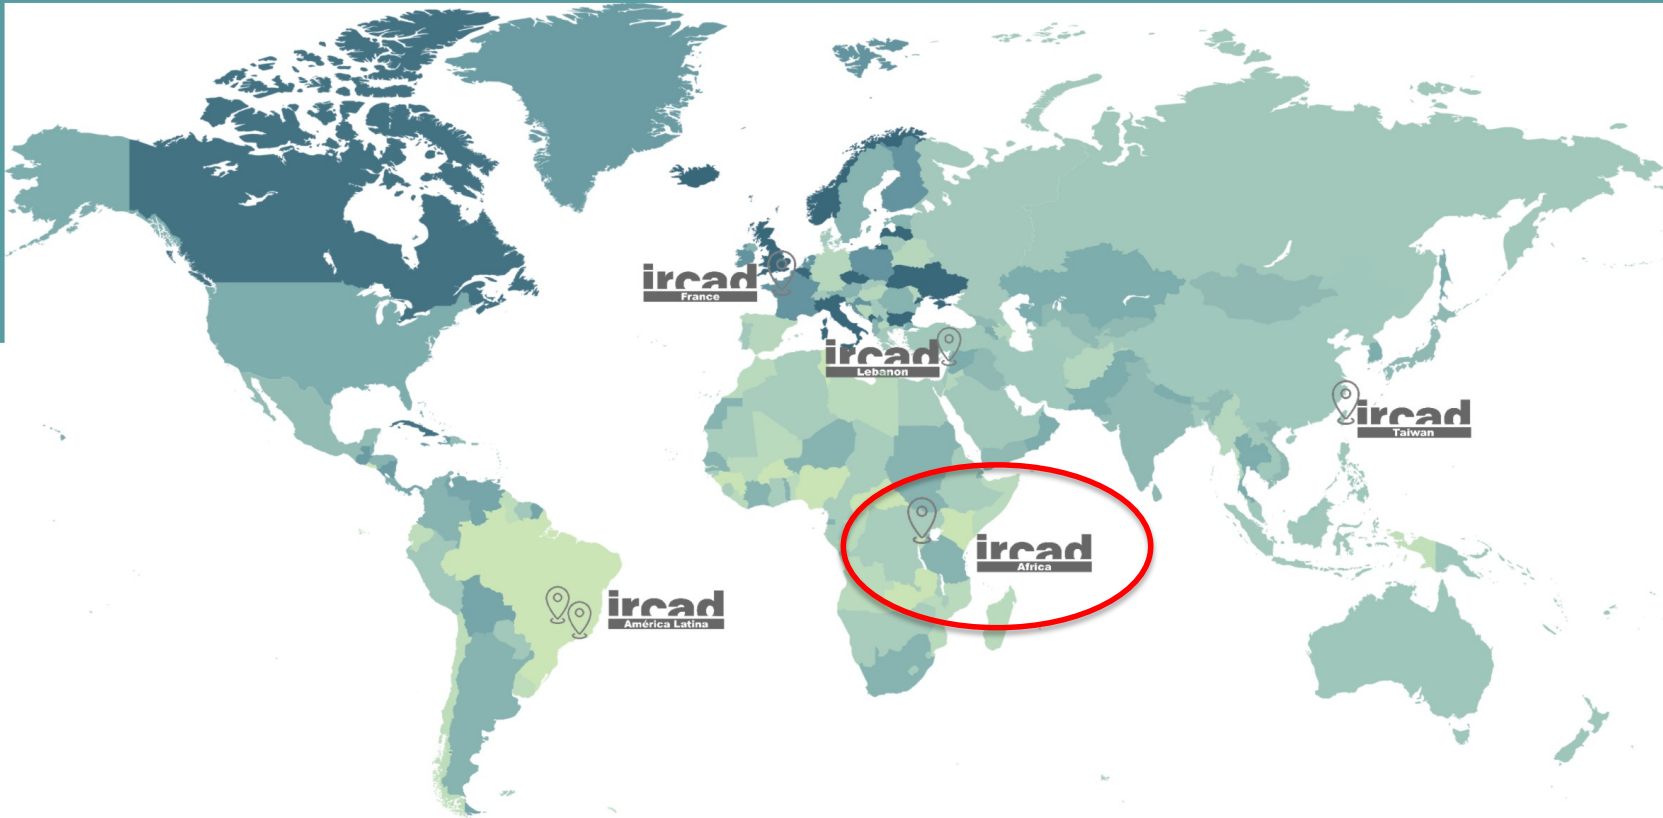 ircad
France
ircad
Lebanon
ircad
Taiwan
ircad
Africa
ircad
América Latina